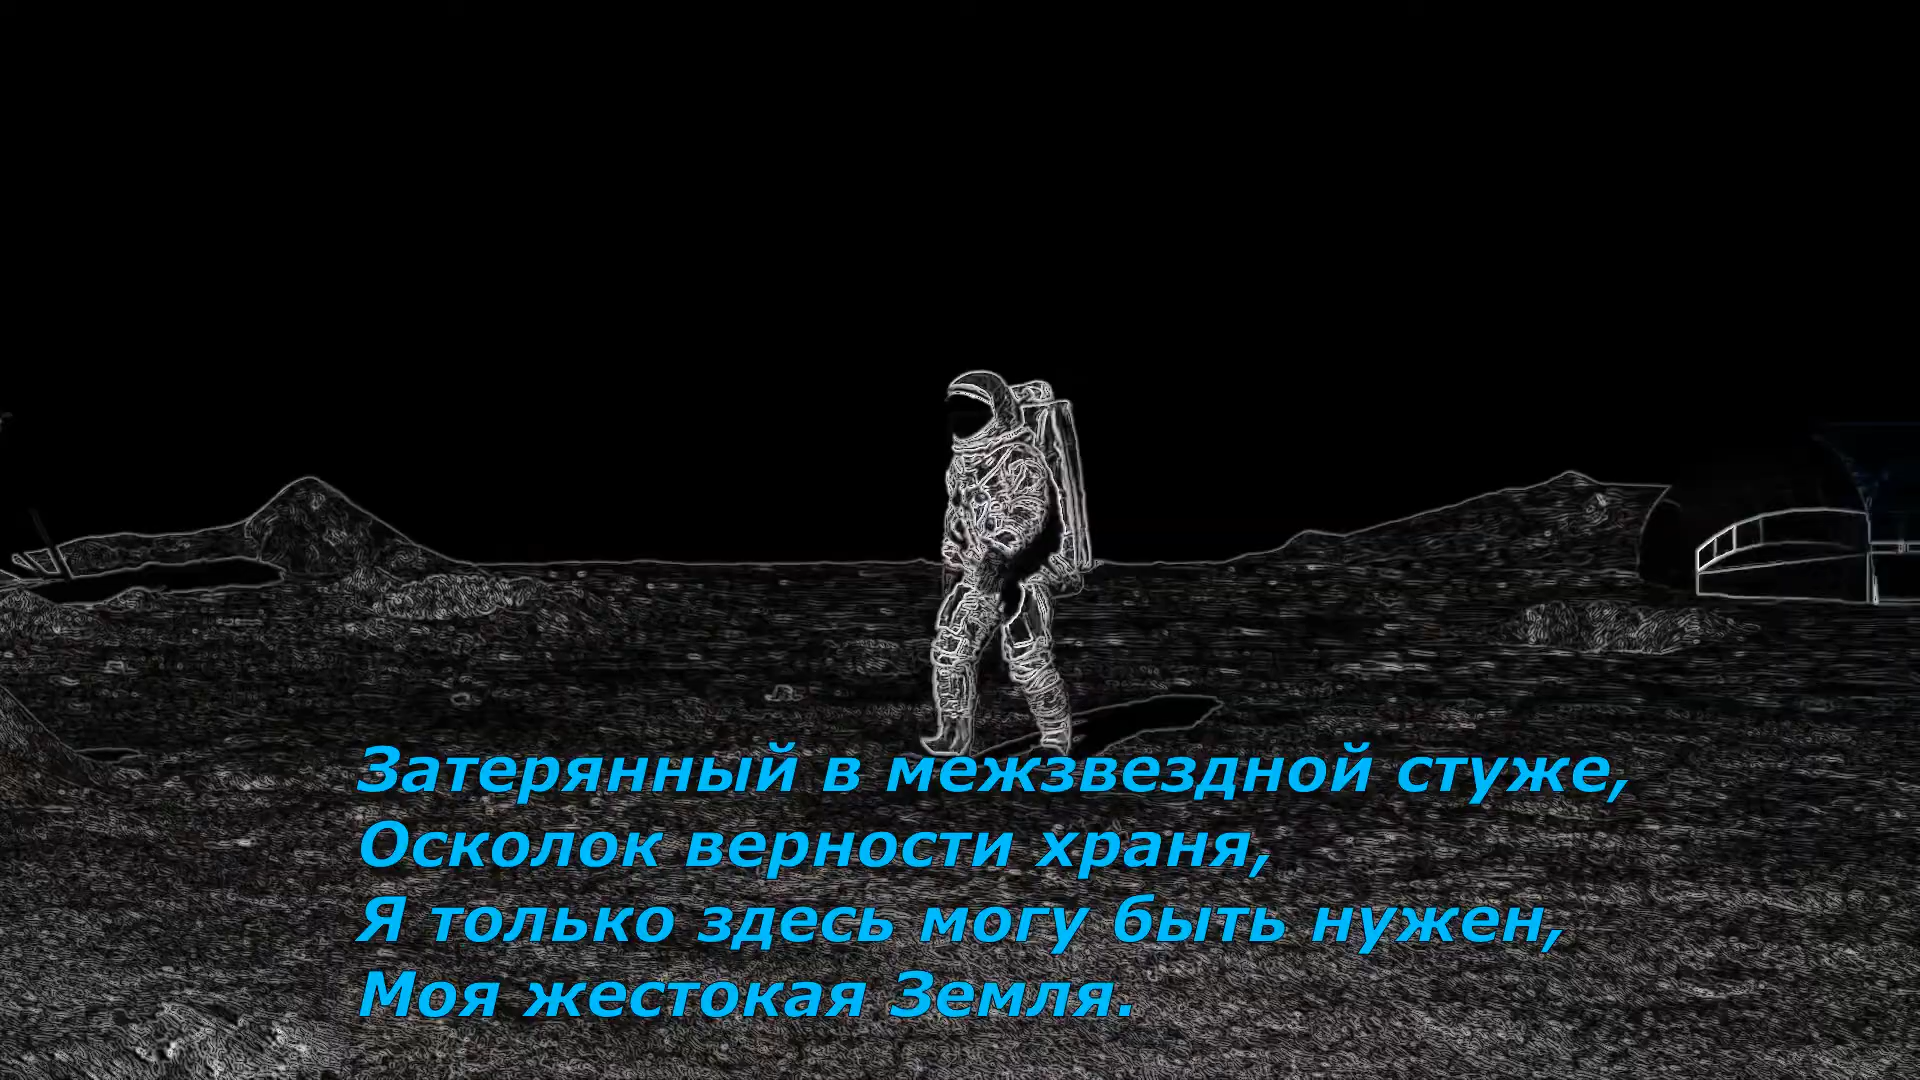 Затерянный в межзвездной стуже,
Осколок верности храня,
Я только здесь могу быть нужен,
Моя жестокая Земля.